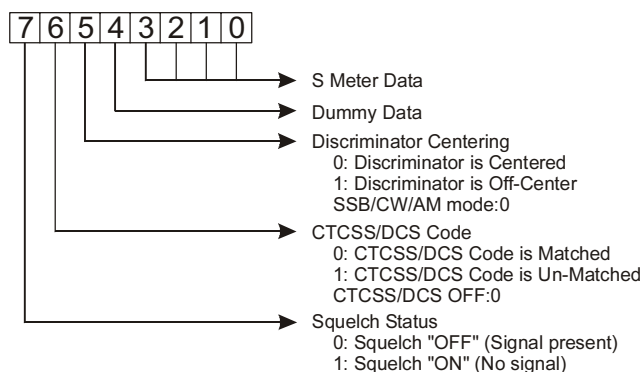 7 6 5 4 3 2 1 0
S Meter Data
Dummy Data
Discriminator Centering
0: Discriminator is Centered
1: Discriminator is Off-Center
SSB/CW/AM mode:0
CTCSS/DCS Code
0: CTCSS/DCS Code is Matched
1: CTCSS/DCS Code is Un-Matched
CTCSS/DCS OFF:0
Squelch Status
0: Squelch "OFF" (Signal present)
1: Squelch "ON" (No signal)